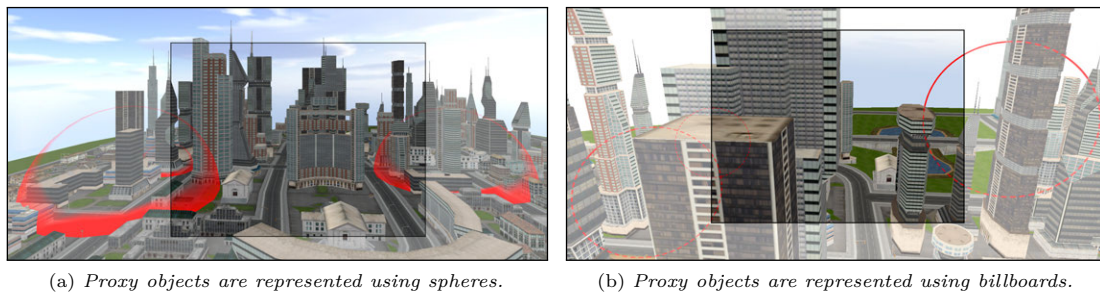 (a) Proxy objects are represented using spheres.
(b) Proxy objects are represented using billboards.